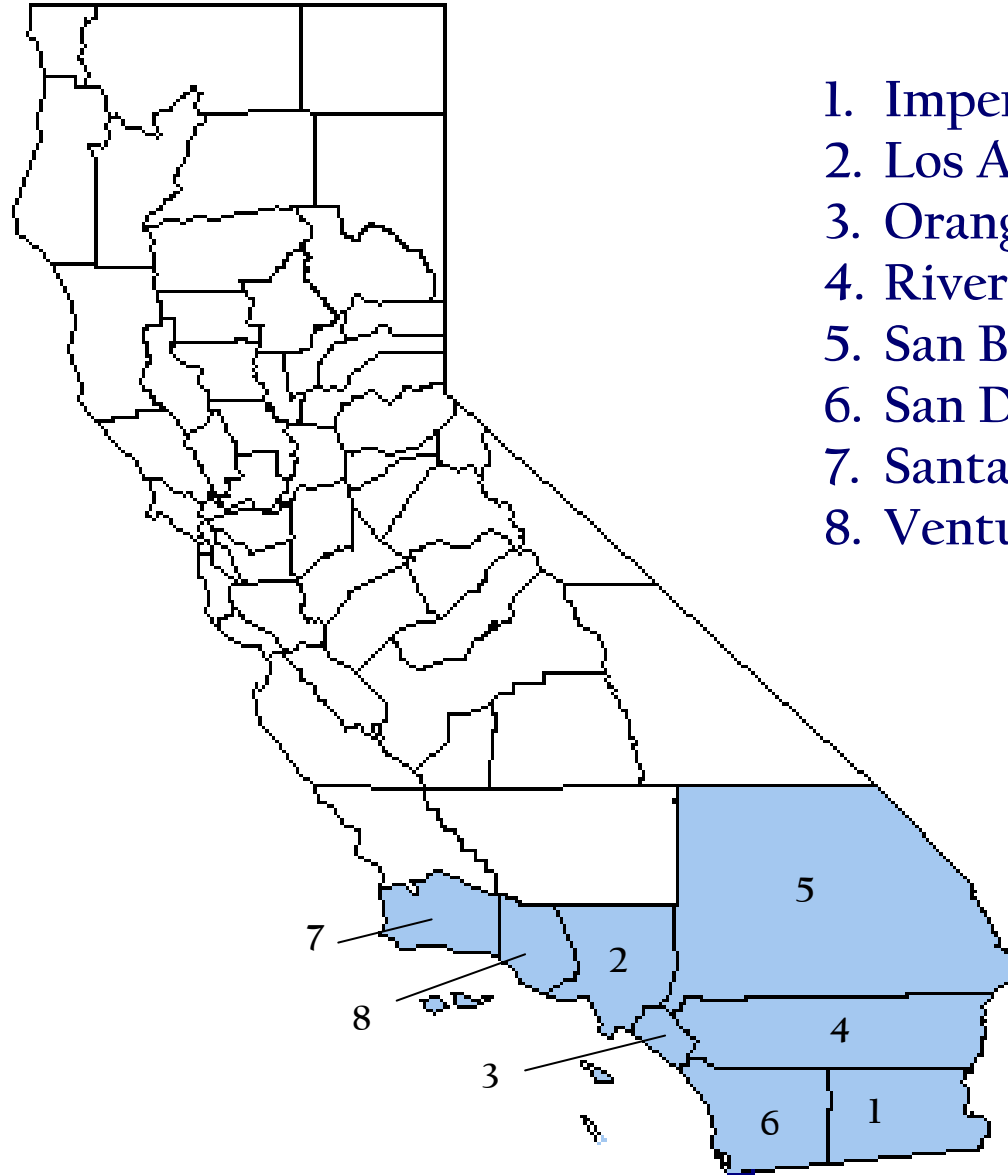 1. Imper
2. Los A
3. Orang
4. River
5. San B
6. San D
7. Santa
8. Ventu
5
7
2
8
4
3
6
1